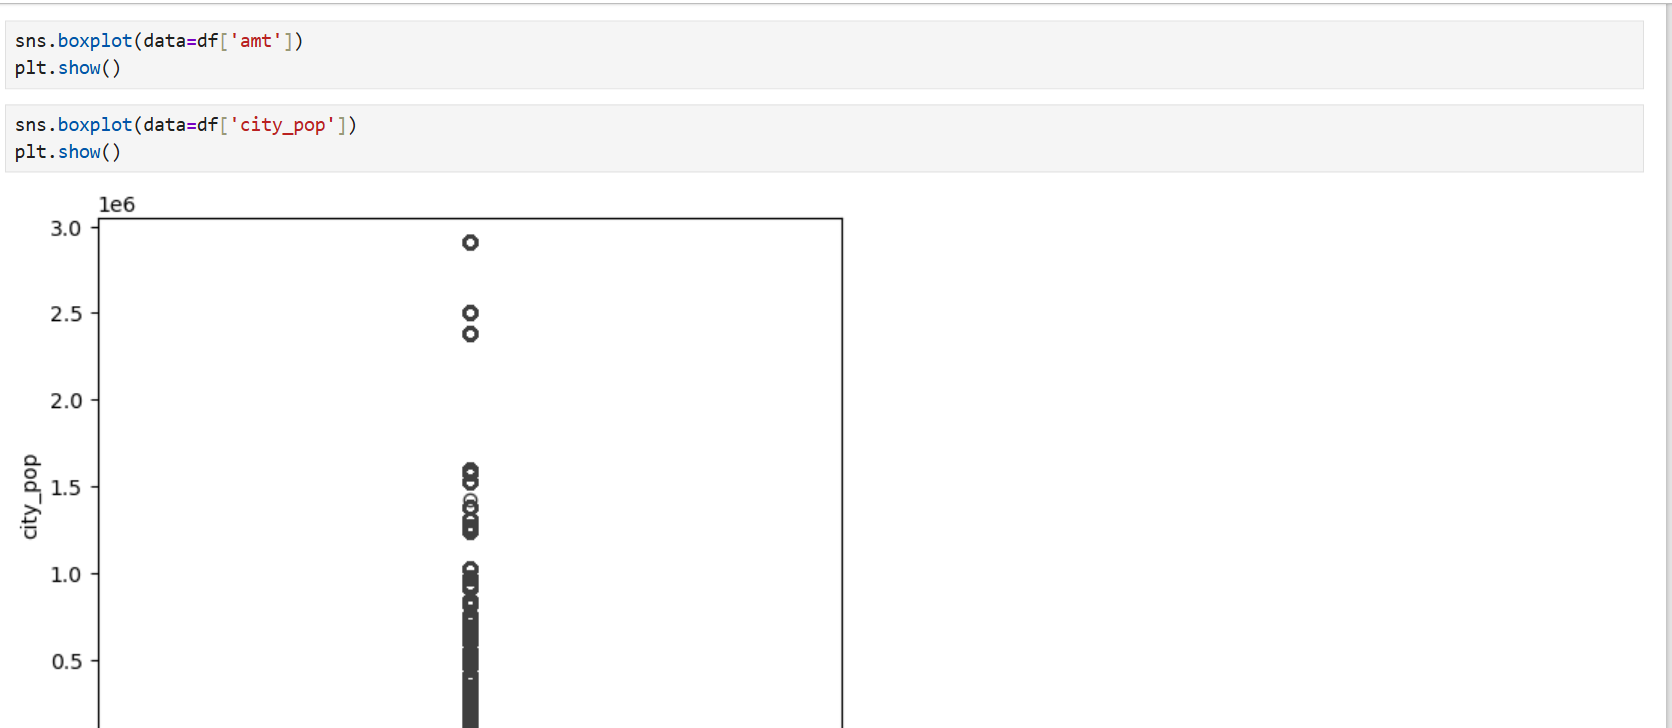 sns.boxplot(data=df['amt'])
plt.show()
sns.boxplot(data=df['city_pop'])
plt.show()
1e6
3.0
2.5
2.0
city_pop
1.5
1.0
0.5